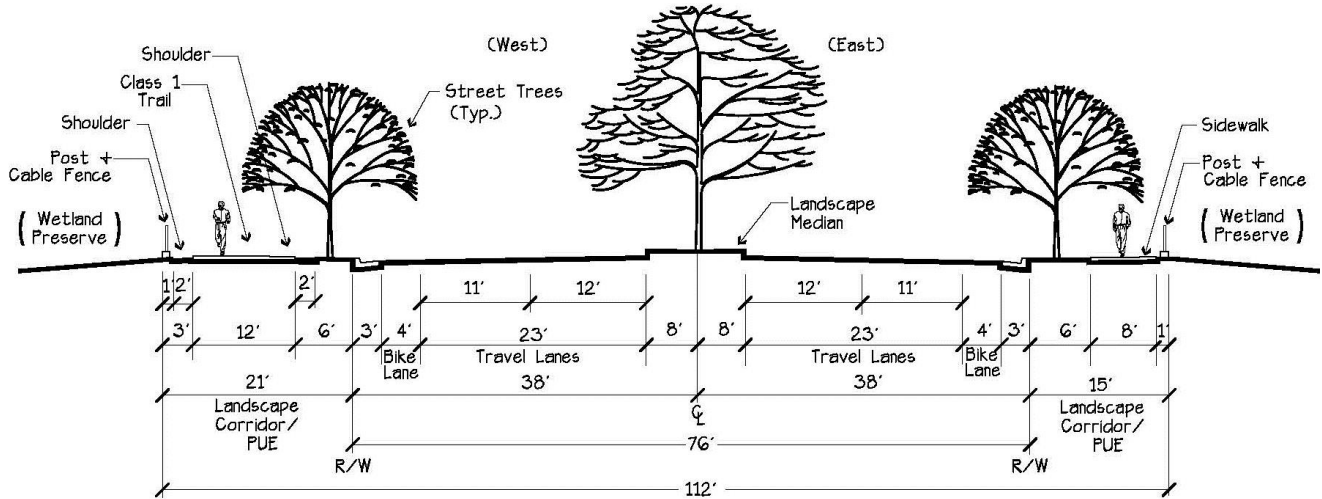 (West)
(East)
Shoulder
Class 1
Trail
Shoulder
Post +
Cable Fence
(Wetland
Preserve)
Street Trees
(Typ.)
Landscape
Median
Sidewalk
Post +
Cable Fence
(Wetland
Preserve)
1' 2' 2' 11' 12' 12' 11'
3' 12' 6' 3' 4' 23' 8' 8' 23' 4' 3' 6' 8' 1'
Bike
Lane
Travel Lanes
Travel Lanes
Bike
Lane
21' 38' 38' 15'
Landscape
Corridor/
PUE
℄
Landscape
Corridor/
PUE
76'
R/W
R/W
112'